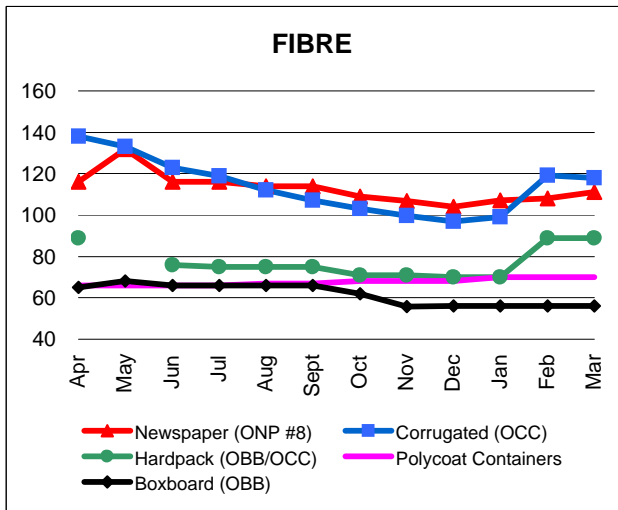 FIBRE
160
140
120
100
80
60
40
Apr
May
Jun
Jul
Aug
Sept
Oct
Nov
Dec
Jan
Feb
Mar
Newspaper (ONP #8)
Corrugated (OCC)
Hardpack (OBB/OCC)
Polycoat Containers
Boxboard (OBB)